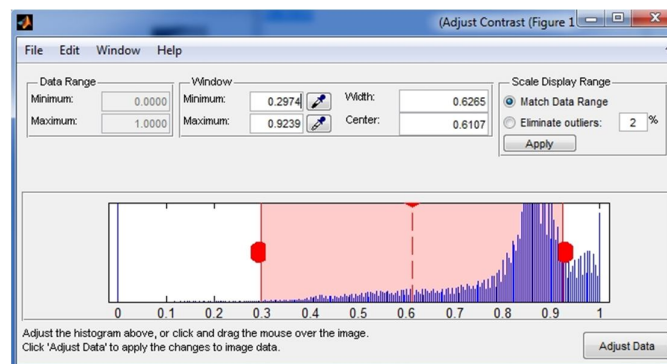 (Adjust Contrast (Figure 1
File Edit Window Help
Data Range
Minimum: 0.0000
Maximum: 1.0000
Window
Minimum: 0.2974
Maximum: 0.9239
Width: 0.6265
Center: 0.6107
Scale Display Range
Match Data Range
Eliminate outliers: 2 %
Apply
0 0.1 0.2 0.3 0.4 0.5 0.6 0.7 0.8 0.9 1
Adjust the histogram above, or click and drag the mouse over the image.
Click 'Adjust Data' to apply the changes to image data.
Adjust Data